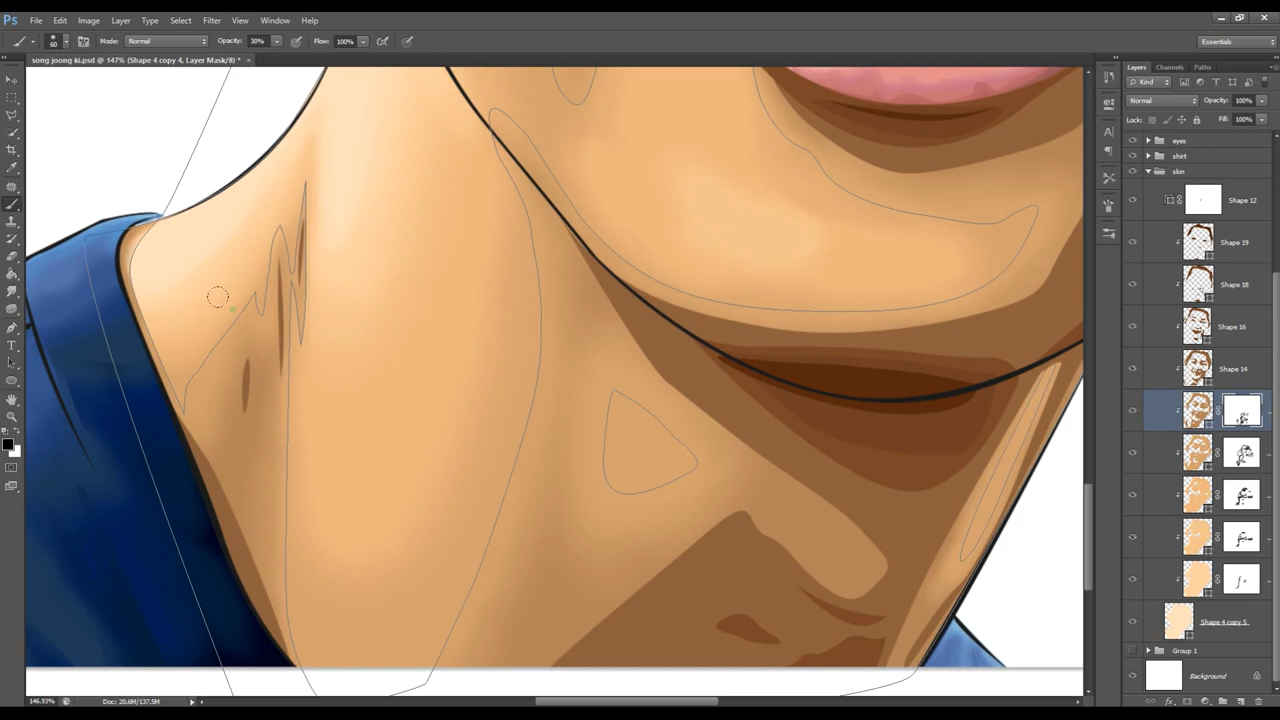 Ps File Edit Image Layer Type Select Filter View Window Help
60 Mode: Normal Opacity: 30% Flow: 100% Essentials
song joong ki.psd @ 147% (Shape 4 copy 4, Layer Mask/8) * ×
Layers Channels Paths
Kind
Normal Opacity: 100%
Lock: Fill: 100%
eyes
shirt
skin
Shape 12
Shape 19
Shape 18
Shape 16
Shape 14
Shape 4 copy 5
Group 1
Background
146.93% Doc: 20.6M/137.5M